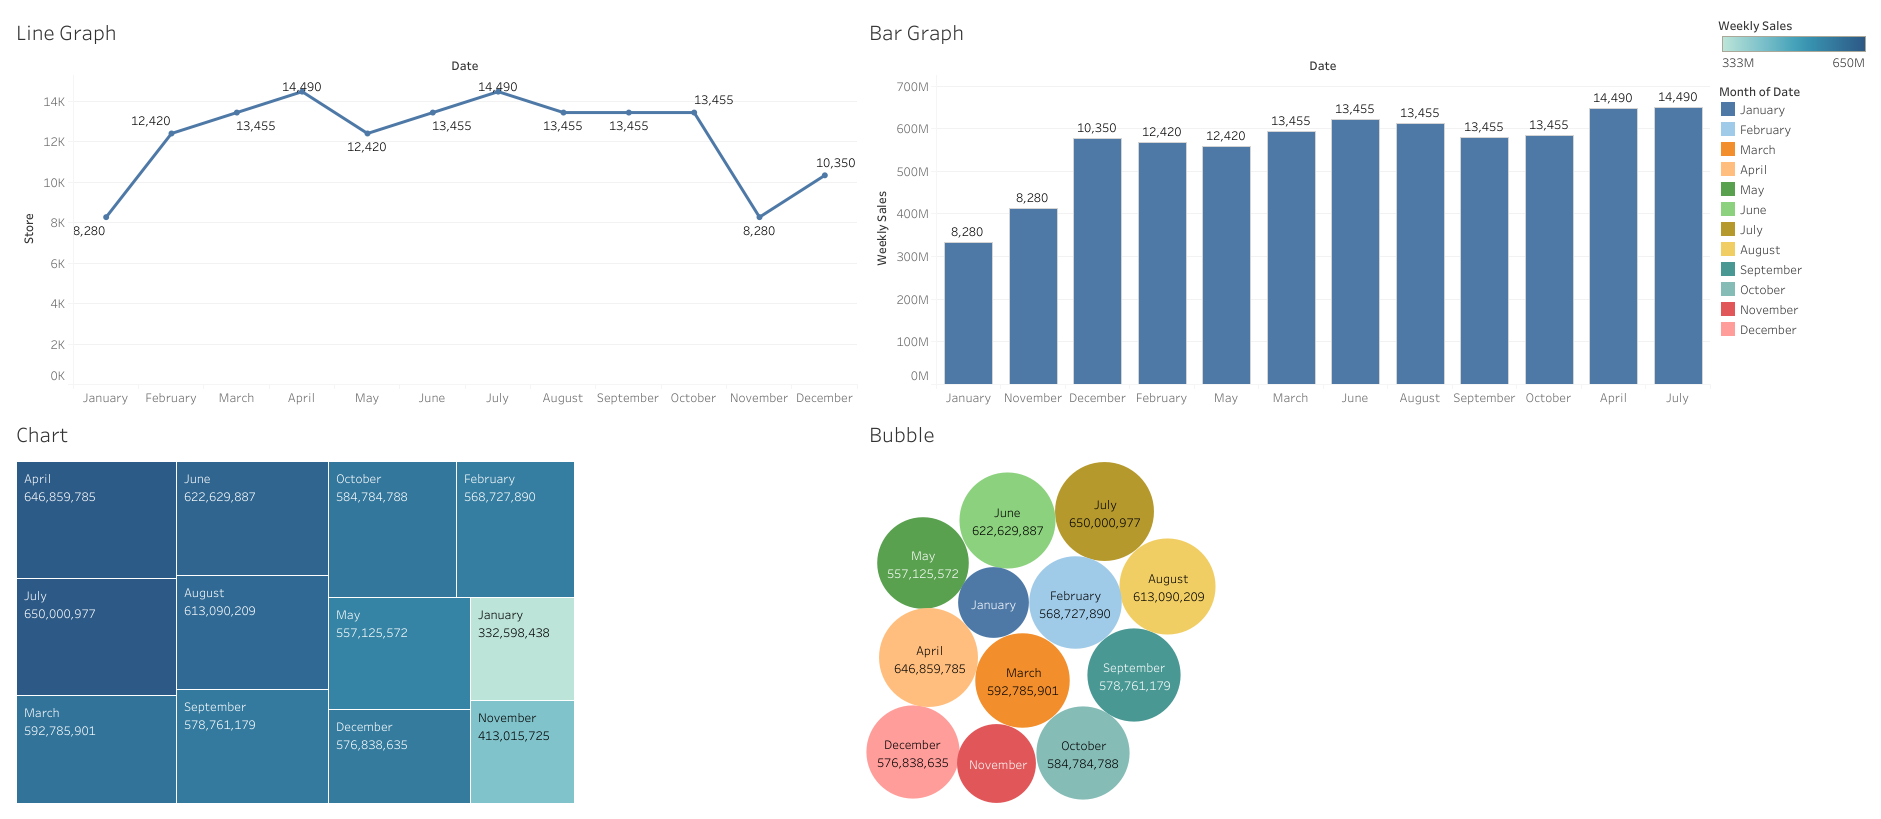 Line Graph
Date
Store
14K
12K
10K
8K
6K
4K
2K
0K
8,280
12,420
13,455
14,490
12,420
13,455
14,490
13,455
13,455
13,455
8,280
10,350
January
February
March
April
May
June
July
August
September
October
November
December
Bar Graph
Date
Weekly Sales
700M
600M
500M
400M
300M
200M
100M
0M
8,280
8,280
10,350
12,420
12,420
13,455
13,455
13,455
13,455
13,455
14,490
14,490
January
November
December
February
May
March
June
August
September
October
April
July
Weekly Sales
333M 650M
Month of Date
January
February
March
April
May
June
July
August
September
October
November
December
Chart
April
646,859,785
July
650,000,977
March
592,785,901
June
622,629,887
August
613,090,209
September
578,761,179
October
584,784,788
February
568,727,890
May
557,125,572
December
576,838,635
January
332,598,438
November
413,015,725
Bubble
July
650,000,977
June
622,629,887
May
557,125,572
August
613,090,209
February
568,727,890
January
April
646,859,785
September
578,761,179
March
592,785,901
December
576,838,635
October
584,784,788
November